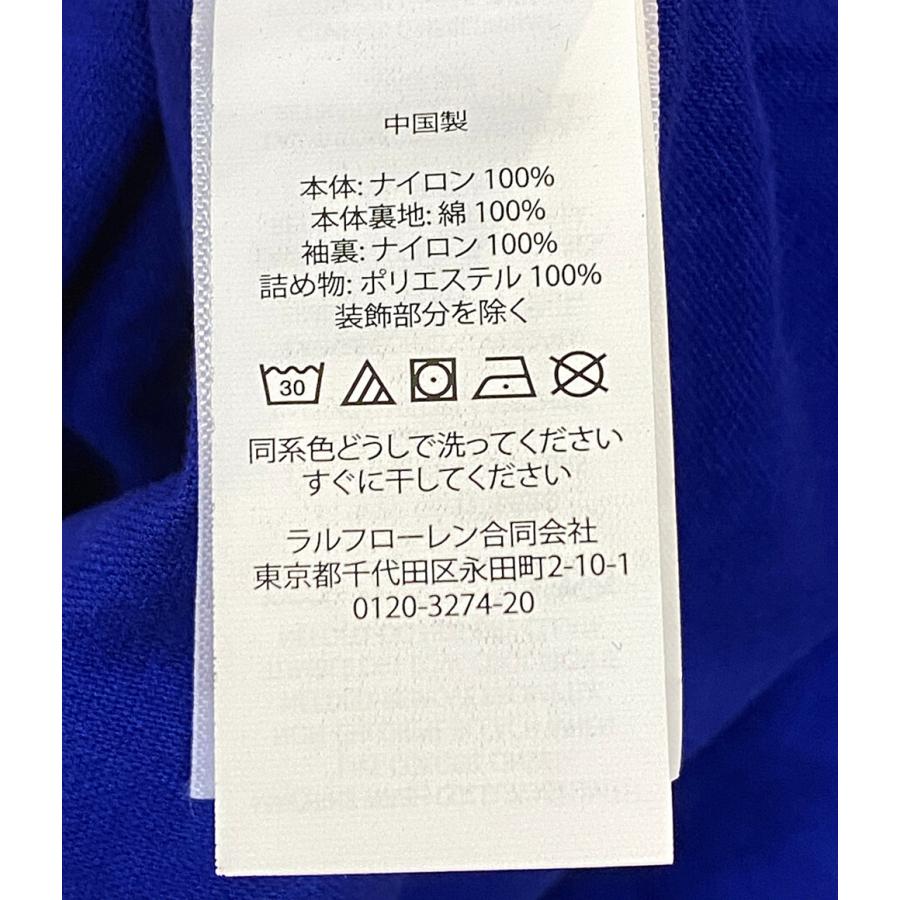 中国製
本体: ナイロン 100%
本体裏地: 綿 100%
袖裏: ナイロン 100%
詰め物: ポリエステル 100%
装飾部分を除く
30
同系色どうしで洗ってください
すぐに干してください
ラルフローレン合同会社
東京都千代田区永田町2-10-1
0120-3274-20